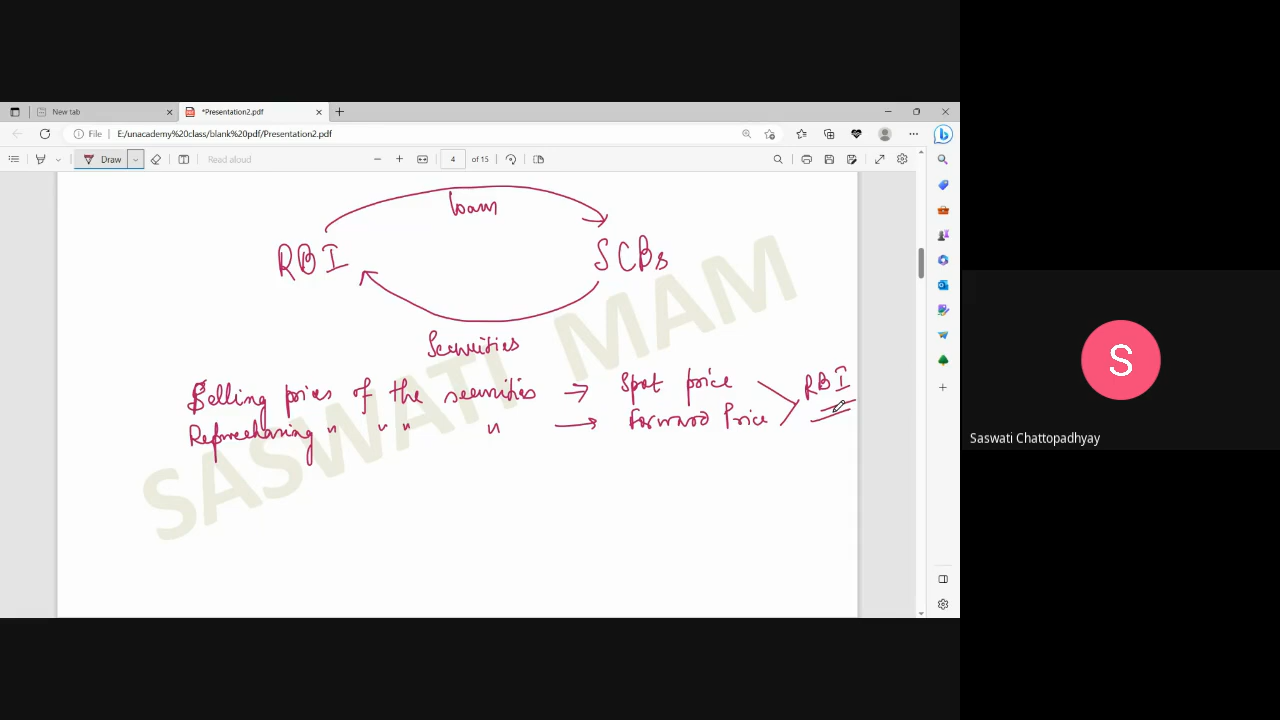 New tab
*Presentation2.pdf
File
E:/unacademy%20class/blank%20pdf/Presentation2.pdf
Draw
Read aloud
4
of 15
loan
RBI
SCBs
Securities
SASWATI MAM
Selling prices of the securities → Spot price
Repurchasing " " " " → Forward Price
RBI
S
Saswati Chattopadhyay